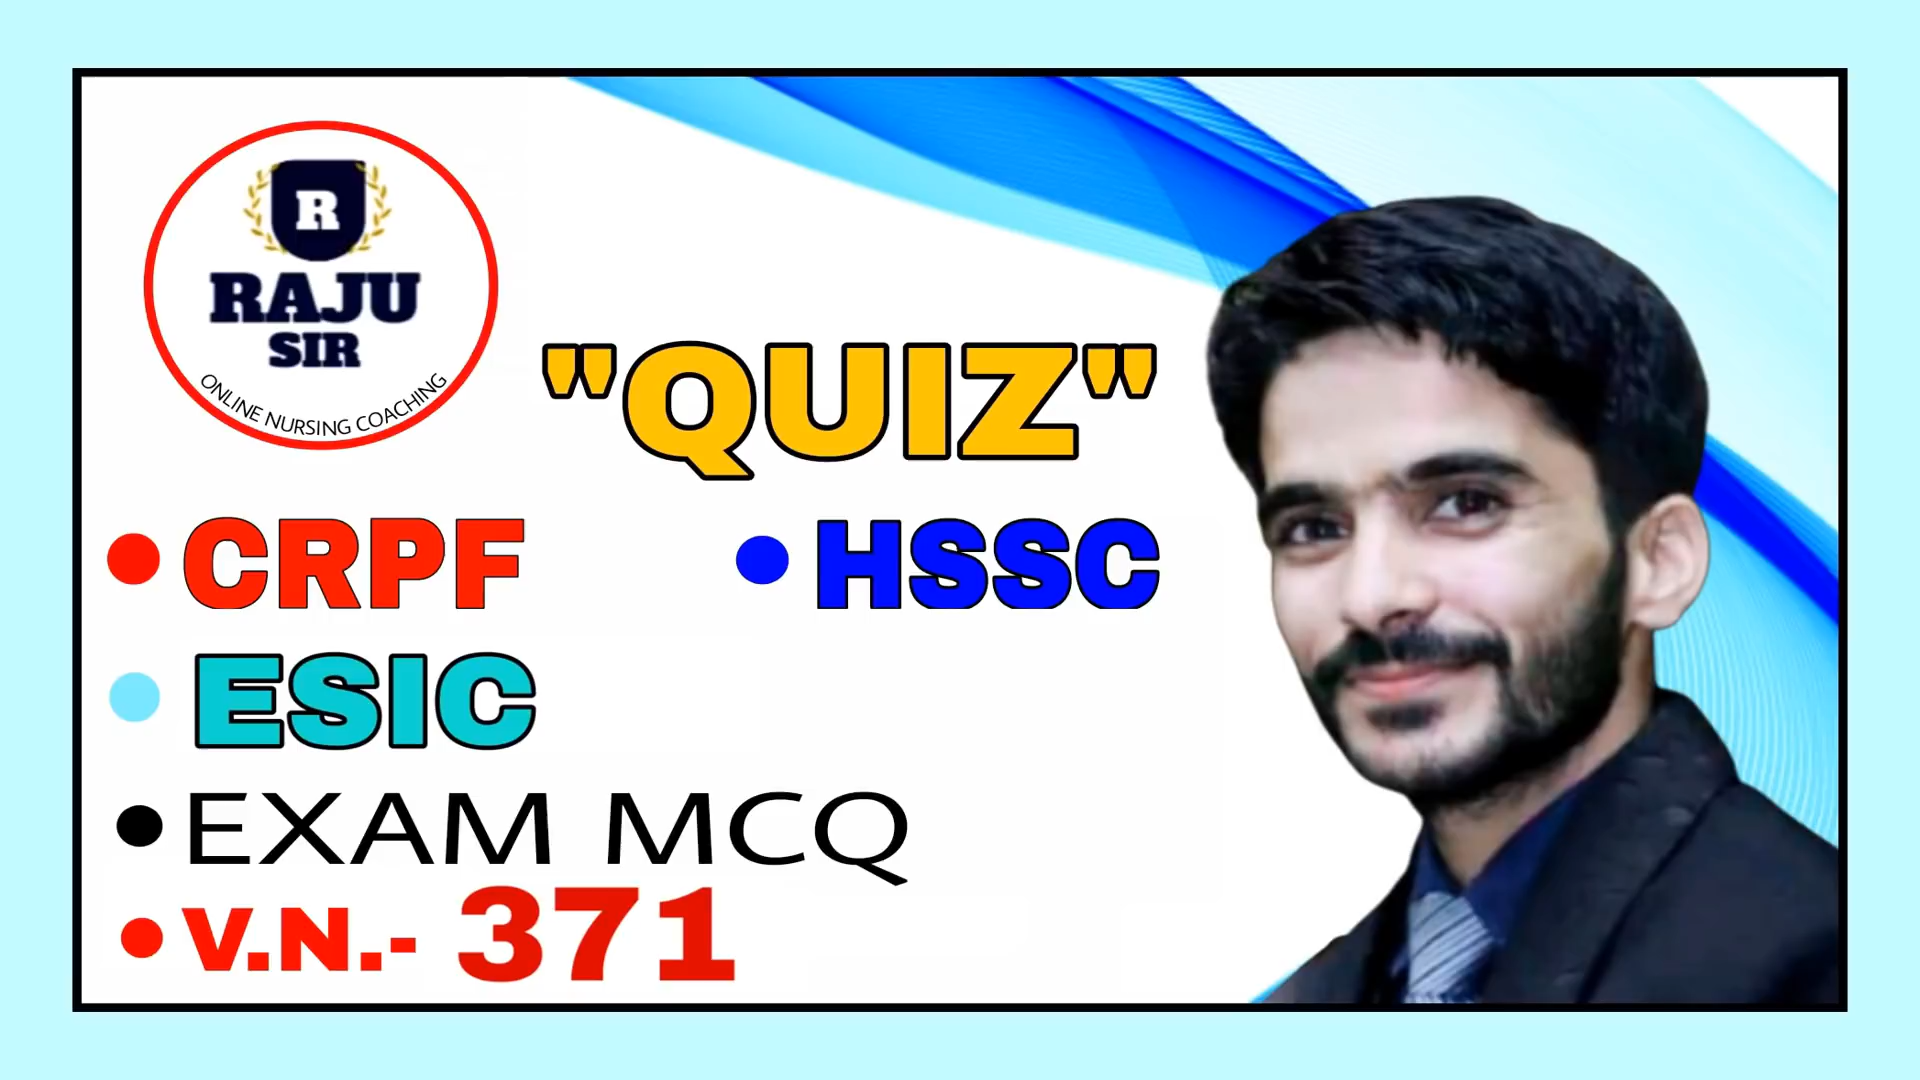 R
RAJU
SIR
ONLINE NURSING COACHING
"QUIZ"
•CRPF
•HSSC
•ESIC
•EXAM MCQ
•V.N.- 371